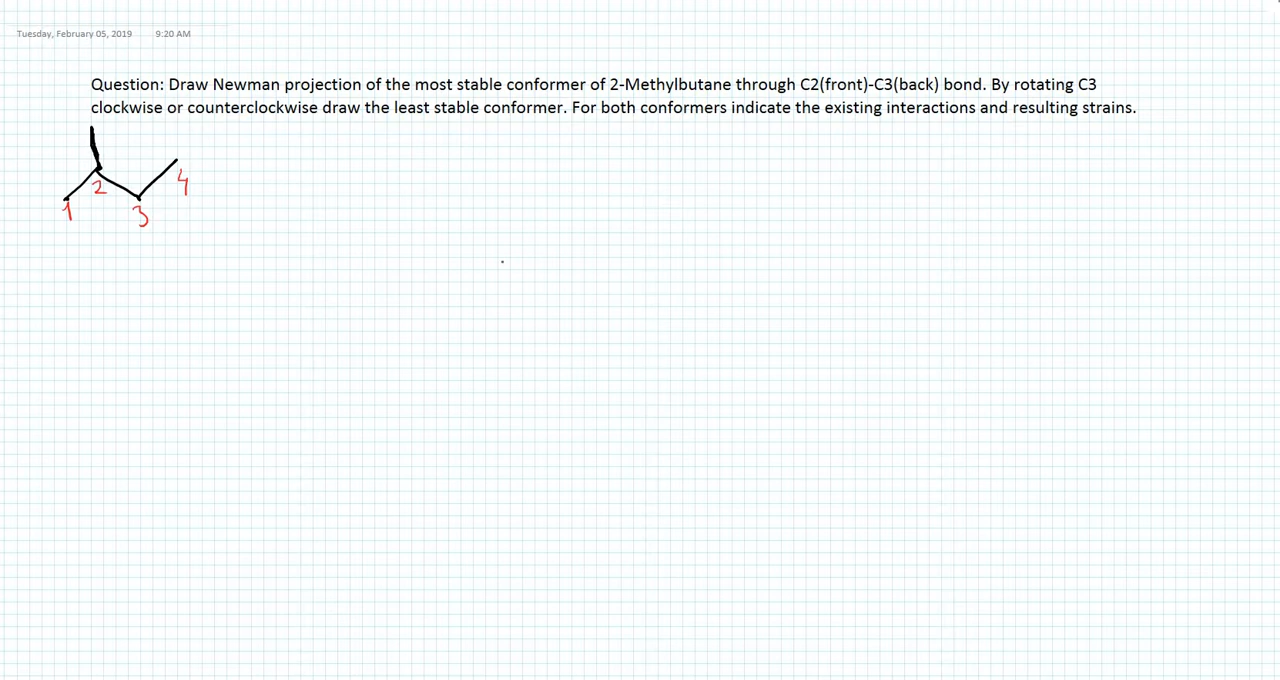 Tuesday, February 05, 2019 9:20 AM
Question: Draw Newman projection of the most stable conformer of 2-Methylbutane through C2(front)-C3(back) bond. By rotating C3
clockwise or counterclockwise draw the least stable conformer. For both conformers indicate the existing interactions and resulting strains.
2 4
1 3